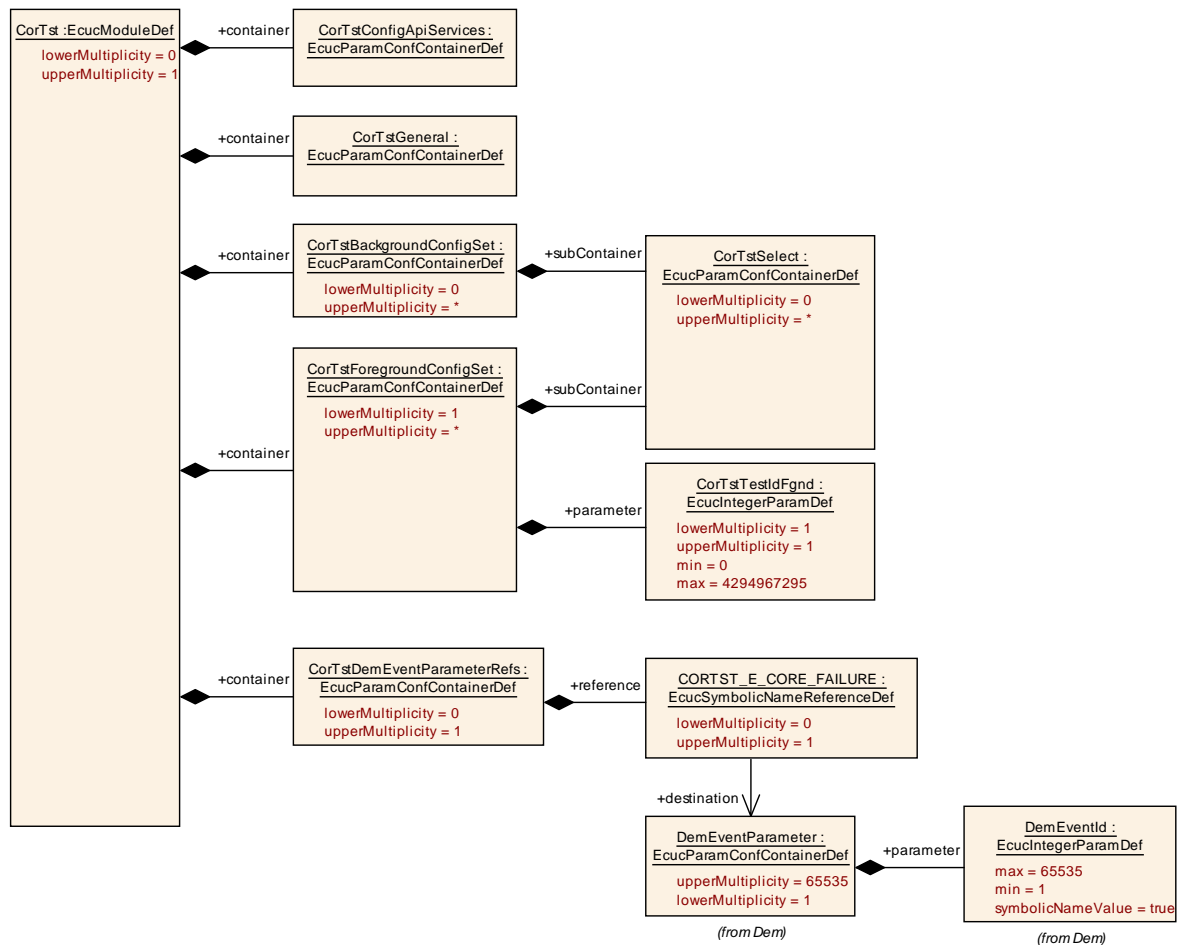 CorTst :EcucModuleDef
lowerMultiplicity = 0
upperMultiplicity = 1
+container
CorTstConfigApiServices :
EcucParamConfContainerDef
+container
CorTstGeneral :
EcucParamConfContainerDef
+container
CorTstBackgroundConfigSet :
EcucParamConfContainerDef
lowerMultiplicity = 0
upperMultiplicity = *
+subContainer
CorTstSelect :
EcucParamConfContainerDef
lowerMultiplicity = 0
upperMultiplicity = *
+container
CorTstForegroundConfigSet :
EcucParamConfContainerDef
lowerMultiplicity = 1
upperMultiplicity = *
+subContainer
+parameter
CorTstTestIdFgnd :
EcucIntegerParamDef
lowerMultiplicity = 1
upperMultiplicity = 1
min = 0
max = 4294967295
+container
CorTstDemEventParameterRefs :
EcucParamConfContainerDef
lowerMultiplicity = 0
upperMultiplicity = 1
+reference
CORTST_E_CORE_FAILURE :
EcucSymbolicNameReferenceDef
lowerMultiplicity = 0
upperMultiplicity = 1
+destination
DemEventParameter :
EcucParamConfContainerDef
upperMultiplicity = 65535
lowerMultiplicity = 1
(from Dem)
+parameter
DemEventId :
EcucIntegerParamDef
max = 65535
min = 1
symbolicNameValue = true
(from Dem)